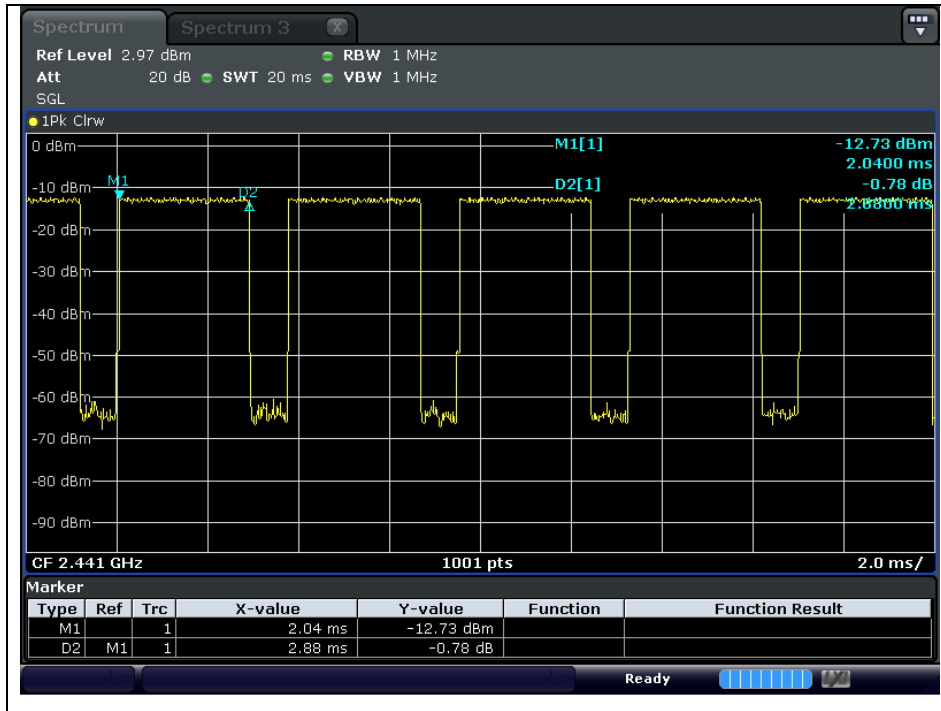 Spectrum Spectrum 3 X
Ref Level 2.97 dBm RBW 1 MHz
Att 20 dB SWT 20 ms VBW 1 MHz
SGL
1Pk Clrw
0 dBm M1[1] -12.73 dBm
2.0400 ms
-10 dBm M1 D2 D2[1] -0.78 dB
2.8800 ms
-20 dBm
-30 dBm
-40 dBm
-50 dBm
-60 dBm
-70 dBm
-80 dBm
-90 dBm
CF 2.441 GHz 1001 pts 2.0 ms/
Marker
Type Ref Trc X-value Y-value Function Function Result
M1 1 2.04 ms -12.73 dBm
D2 M1 1 2.88 ms -0.78 dB
Ready